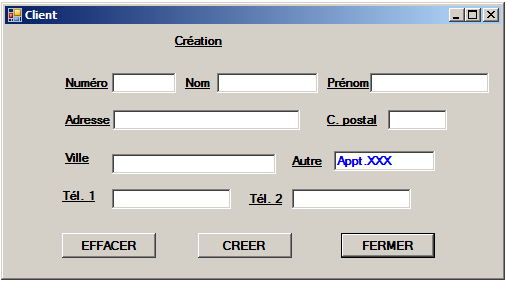 Client
Création
Numéro Nom Prénom
Adresse C. postal
Ville Autre Appt.XXX
Tél. 1 Tél. 2
EFFACER CREER FERMER